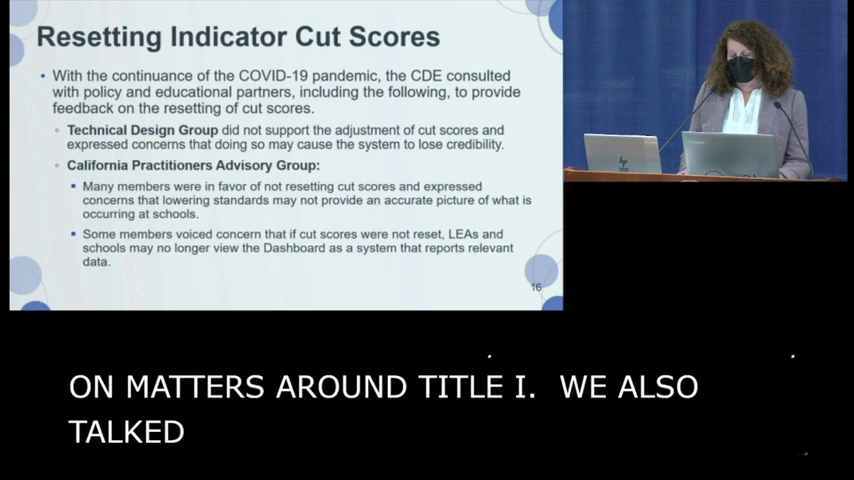 Resetting Indicator Cut Scores
• With the continuance of the COVID-19 pandemic, the CDE consulted
with policy and educational partners, including the following, to provide
feedback on the resetting of cut scores.
◦ Technical Design Group did not support the adjustment of cut scores and
expressed concerns that doing so may cause the system to lose credibility.
◦ California Practitioners Advisory Group:
▪ Many members were in favor of not resetting cut scores and expressed
concerns that lowering standards may not provide an accurate picture of what is
occurring at schools.
▪ Some members voiced concern that if cut scores were not reset, LEAs and
schools may no longer view the Dashboard as a system that reports relevant
data.
16
hp
ON MATTERS AROUND TITLE I.  WE ALSO
TALKED